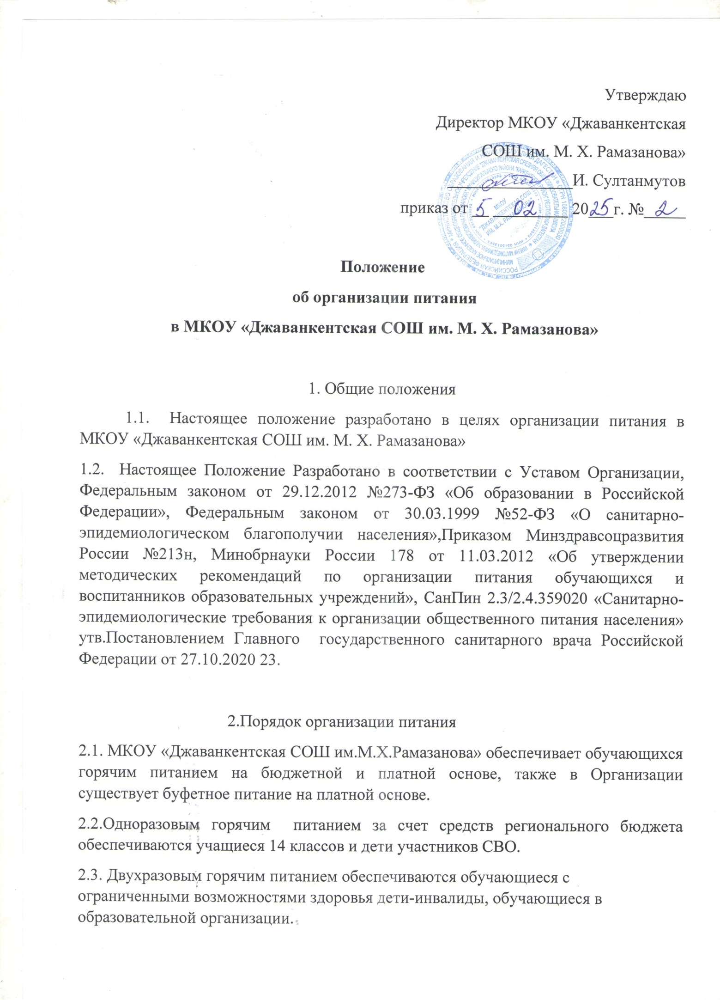 Утверждаю
Директор МКОУ «Джаванкентская
СОШ им. М. Х. Рамазанова»
_______________И. Султанмутов
приказ от 5 02 2025г. № 2
МКОУ
"ДЖАВАНКЕНТСКАЯ СОШ
ИМ. М.Х. РАМАЗАНОВА"
Положение
об организации питания
в МКОУ «Джаванкентская СОШ им. М. Х. Рамазанова»
1. Общие положения
1.1. Настоящее положение разработано в целях организации питания в
МКОУ «Джаванкентская СОШ им. М. Х. Рамазанова»
1.2. Настоящее Положение Разработано в соответствии с Уставом Организации,
Федеральным законом от 29.12.2012 №273-ФЗ «Об образовании в Российской
Федерации», Федеральным законом от 30.03.1999 №52-ФЗ «О санитарно-
эпидемиологическом благополучии населения»,Приказом Минздравсоцразвития
России №213н, Минобрнауки России 178 от 11.03.2012 «Об утверждении
методических рекомендаций по организации питания обучающихся и
воспитанников образовательных учреждений», СанПин 2.3/2.4.359020 «Санитарно-
эпидемиологические требования к организации общественного питания населения»
утв.Постановлением Главного государственного санитарного врача Российской
Федерации от 27.10.2020 23.
2.Порядок организации питания
2.1. МКОУ «Джаванкентская СОШ им.М.Х.Рамазанова» обеспечивает обучающихся
горячим питанием на бюджетной и платной основе, также в Организации
существует буфетное питание на платной основе.
2.2.Одноразовым горячим питанием за счет средств регионального бюджета
обеспечиваются учащиеся 14 классов и дети участников СВО.
2.3. Двухразовым горячим питанием обеспечиваются обучающиеся с
ограниченными возможностями здоровья дети-инвалиды, обучающиеся в
образовательной организации.